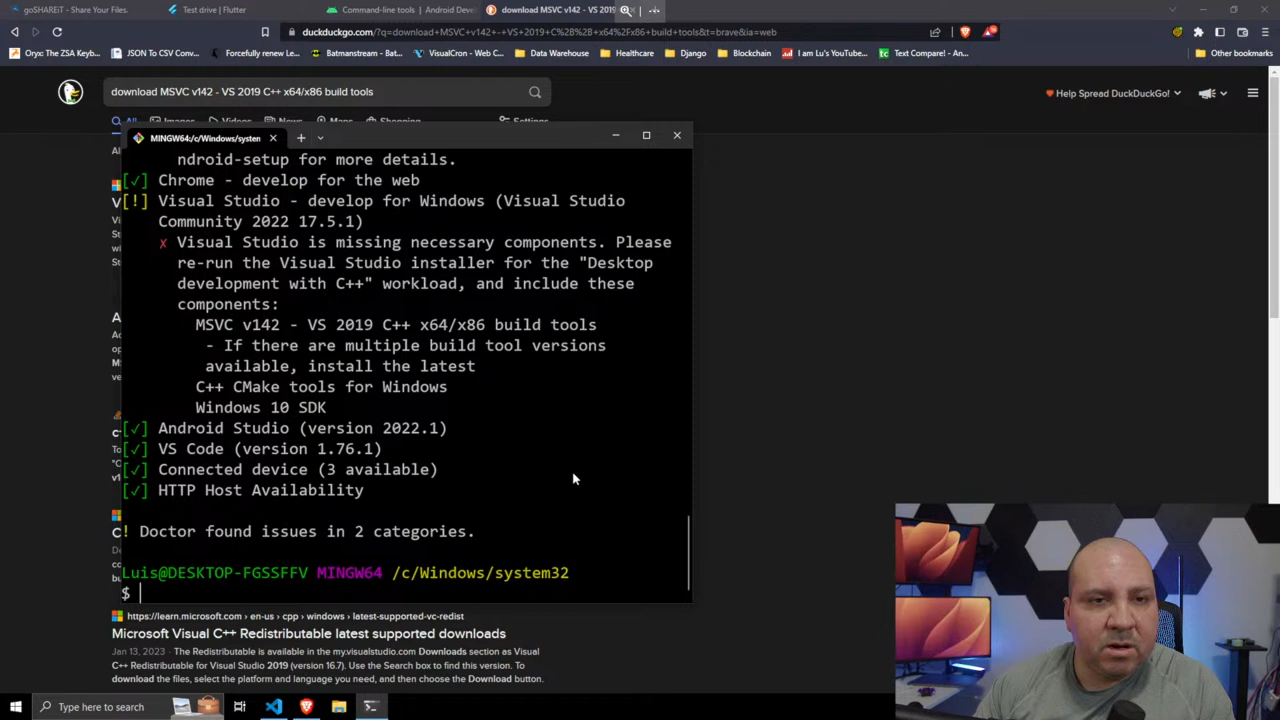 goSHAREiT - Share Your Files.
Test drive | Flutter
Command-line tools | Android Deve
download MSVC v142 - VS 2019
duckduckgo.com/?q=download+MSVC+v142+-+VS+2019+C%2B%2B+x64%2Fx86+build+tools&t=brave&ia=web
Oryx: The ZSA Keybo...
JSON To CSV Conv...
Forcefully renew Le...
Batmanstream - Bat...
VisualCron - Web C...
Data Warehouse
Healthcare
Django
Blockchain
I am Lu's YouTube...
Text Compare! - An...
Other bookmarks
download MSVC v142 - VS 2019 C++ x64/x86 build tools
Help Spread DuckDuckGo!
All
Images
Videos
News
Maps
Shopping
Settings
MINGW64:/c/Windows/system
ndroid-setup for more details.
[✓] Chrome - develop for the web
[!] Visual Studio - develop for Windows (Visual Studio
Community 2022 17.5.1)
✗ Visual Studio is missing necessary components. Please
re-run the Visual Studio installer for the "Desktop
development with C++" workload, and include these
components:
MSVC v142 - VS 2019 C++ x64/x86 build tools
- If there are multiple build tool versions
available, install the latest
C++ CMake tools for Windows
Windows 10 SDK
[✓] Android Studio (version 2022.1)
[✓] VS Code (version 1.76.1)
[✓] Connected device (3 available)
[✓] HTTP Host Availability
! Doctor found issues in 2 categories.
Luis@DESKTOP-FGSSFFV MINGW64 /c/Windows/system32
$
https://learn.microsoft.com › en-us › cpp › windows › latest-supported-vc-redist
Microsoft Visual C++ Redistributable latest supported downloads
Jan 13, 2023 The Redistributable is available in the my.visualstudio.com Downloads section as Visual
C++ Redistributable for Visual Studio 2019 (version 16.7). Use the Search box to find this version. To
download the files, select the platform and language you need, and then choose the Download button.
Type here to search